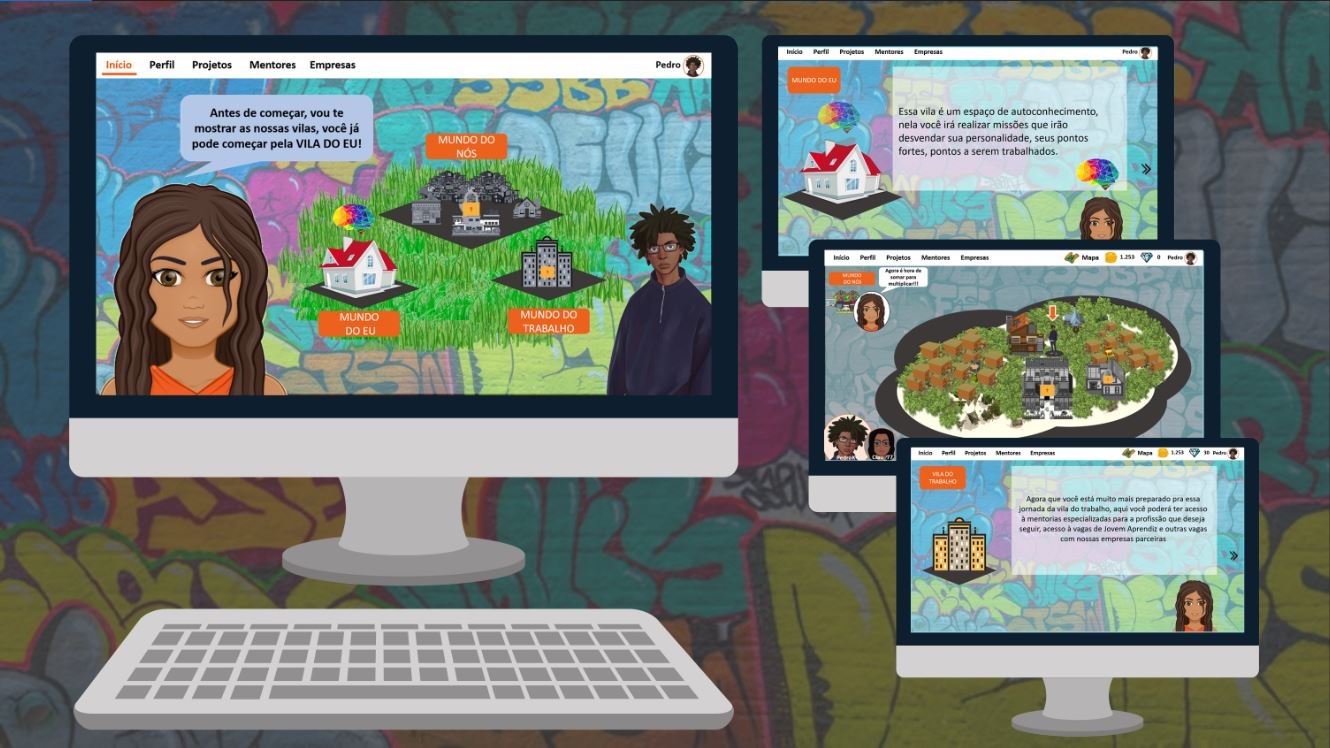 Início Perfil Projetos Mentores Empresas Pedro
Antes de começar, vou te
mostrar as nossas vilas, você já
pode começar pela VILA DO EU!
MUNDO DO
NÓS
MUNDO
DO EU
MUNDO DO
TRABALHO
Início Perfil Projetos Mentores Empresas Pedro
MUNDO DO EU
Essa vila é um espaço de autoconhecimento,
nela você irá realizar missões que irão
desvendar sua personalidade, seus pontos
fortes, pontos a serem trabalhados.
Início Perfil Projetos Mentores Empresas Mapa 1.253 0 Pedro
MUNDO
DO NÓS
Agora é hora de
somar para
multiplicar!!!
Início Perfil Projetos Mentores Empresas Mapa 1.253 30 Pedro
VILA DO
TRABALHO
Agora que você está muito mais preparado pra essa
jornada da vila do trabalho, aqui você poderá ter acesso
à mentorias especializadas para a profissão que deseja
seguir, acesso à vagas de Jovem Aprendiz e outras vagas
com nossas empresas parceiras